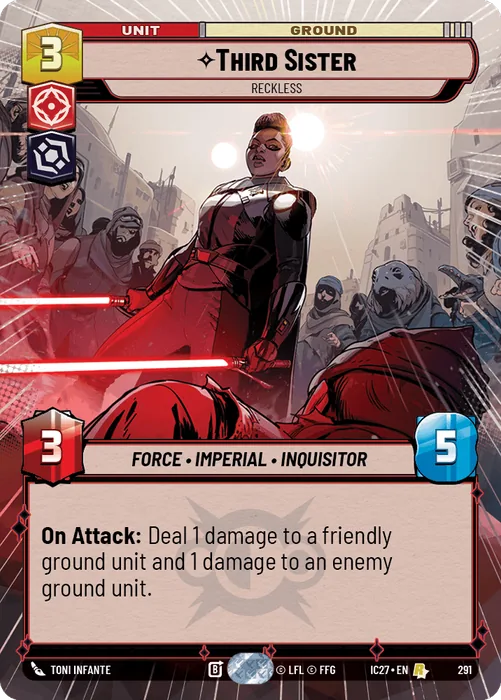 UNIT
GROUND
3
✧THIRD SISTER
RECKLESS
3
5
FORCE • IMPERIAL • INQUISITOR
On Attack: Deal 1 damage to a friendly
ground unit and 1 damage to an enemy
ground unit.
TONI INFANTE
B
© LFL © FFG
IC27 • EN
R
291